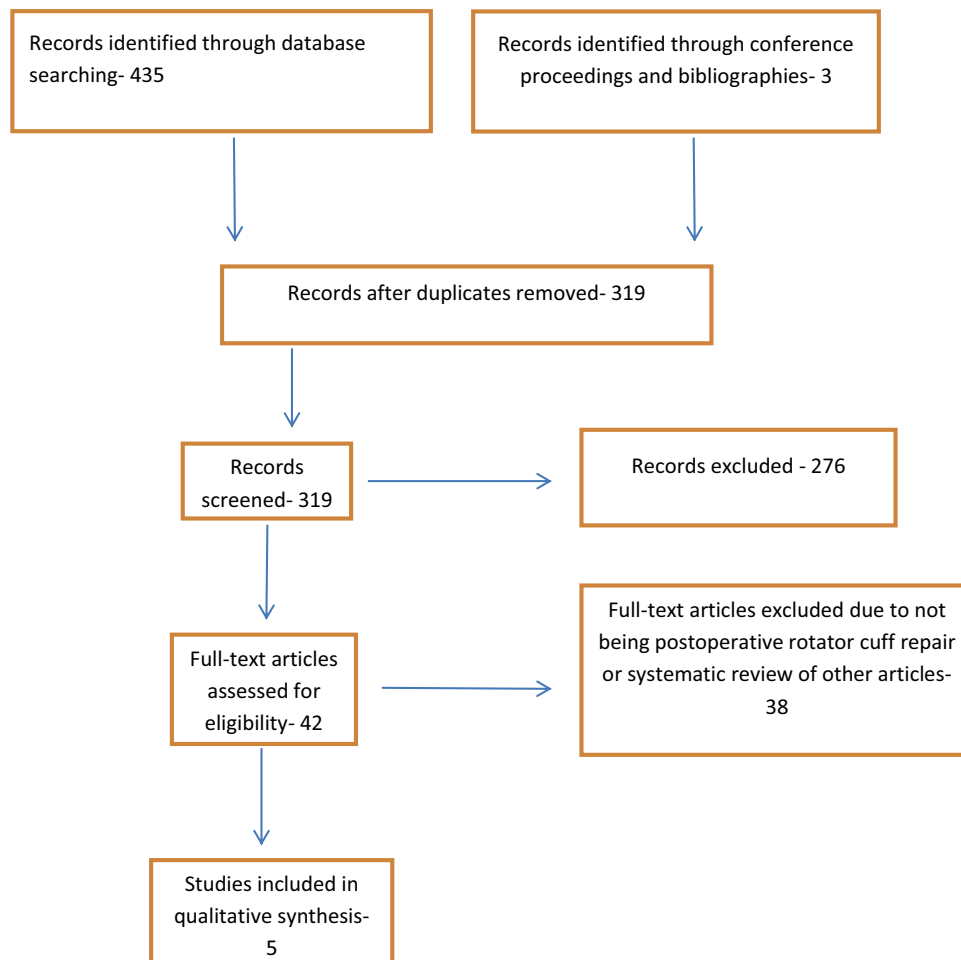 Records identified through database
searching- 435
Records identified through conference
proceedings and bibliographies- 3
Records after duplicates removed- 319
Records
screened- 319
Records excluded - 276
Full-text articles
assessed for
eligibility- 42
Full-text articles excluded due to not
being postoperative rotator cuff repair
or systematic review of other articles-
38
Studies included in
qualitative synthesis-
5